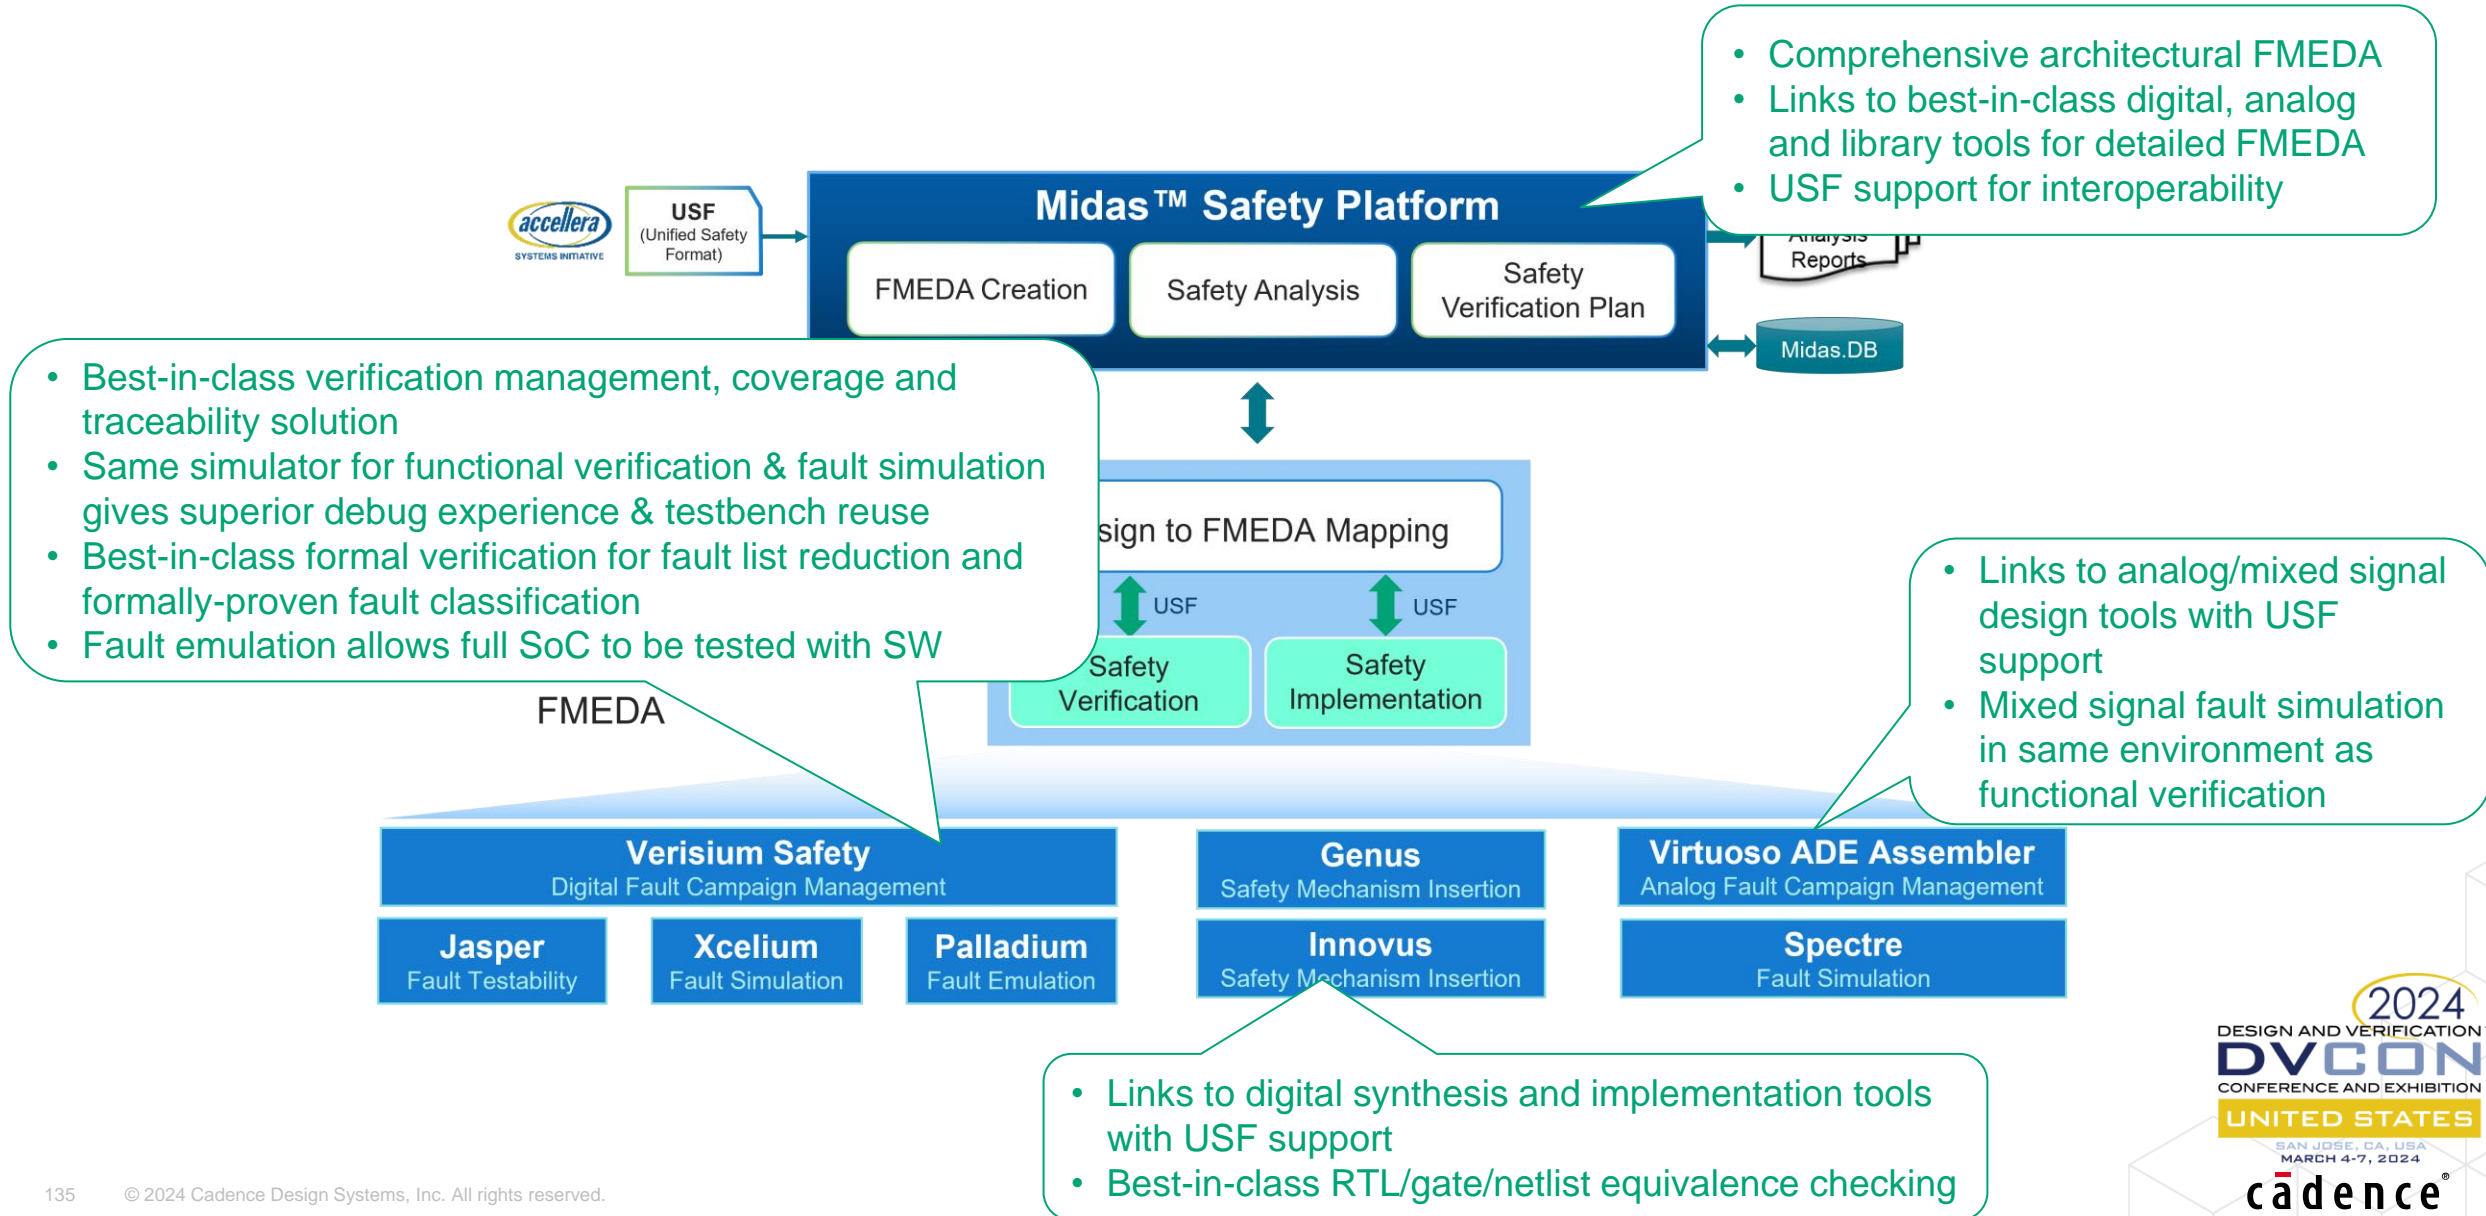 • Comprehensive architectural FMEDA
• Links to best-in-class digital, analog
and library tools for detailed FMEDA
• USF support for interoperability
accellera
SYSTEMS INITIATIVE
USF
(Unified Safety
Format)
Midas™ Safety Platform
FMEDA Creation
Safety Analysis
Safety
Verification Plan
Analysis
Reports
Midas.DB
• Best-in-class verification management, coverage and
traceability solution
• Same simulator for functional verification & fault simulation
gives superior debug experience & testbench reuse
• Best-in-class formal verification for fault list reduction and
formally-proven fault classification
• Fault emulation allows full SoC to be tested with SW
sign to FMEDA Mapping
USF
USF
Safety
Verification
Safety
Implementation
FMEDA
• Links to analog/mixed signal
design tools with USF
support
• Mixed signal fault simulation
in same environment as
functional verification
Verisium Safety
Digital Fault Campaign Management
Genus
Safety Mechanism Insertion
Virtuoso ADE Assembler
Analog Fault Campaign Management
Jasper
Fault Testability
Xcelium
Fault Simulation
Palladium
Fault Emulation
Innovus
Safety Mechanism Insertion
Spectre
Fault Simulation
• Links to digital synthesis and implementation tools
with USF support
• Best-in-class RTL/gate/netlist equivalence checking
2024
DESIGN AND VERIFICATION
DVCON
CONFERENCE AND EXHIBITION
UNITED STATES
SAN JOSE, CA, USA
MARCH 4-7, 2024
cādence®
135
© 2024 Cadence Design Systems, Inc. All rights reserved.